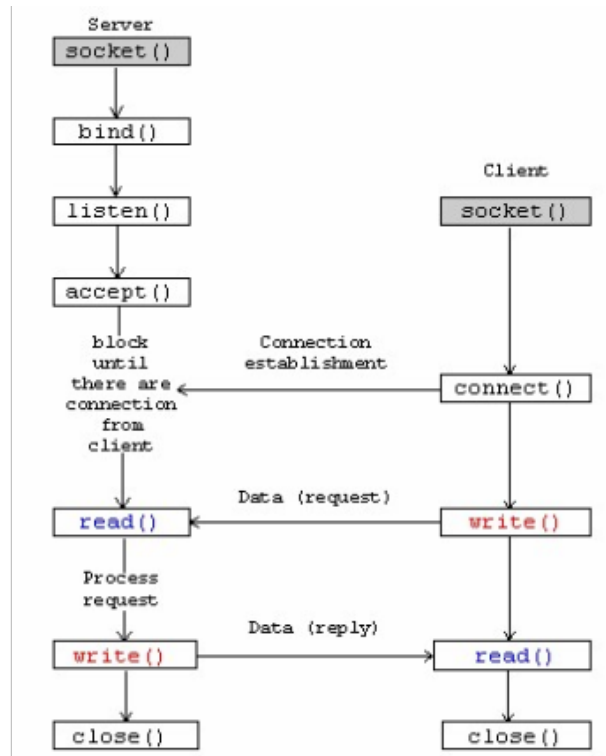 Server
socket()
bind()
Client
listen()
socket()
accept()
block
until
there are
connection
from
client
Connection
establishment
connect()
Data (request)
read()
write()
Process
request
Data (reply)
write()
read()
close()
close()